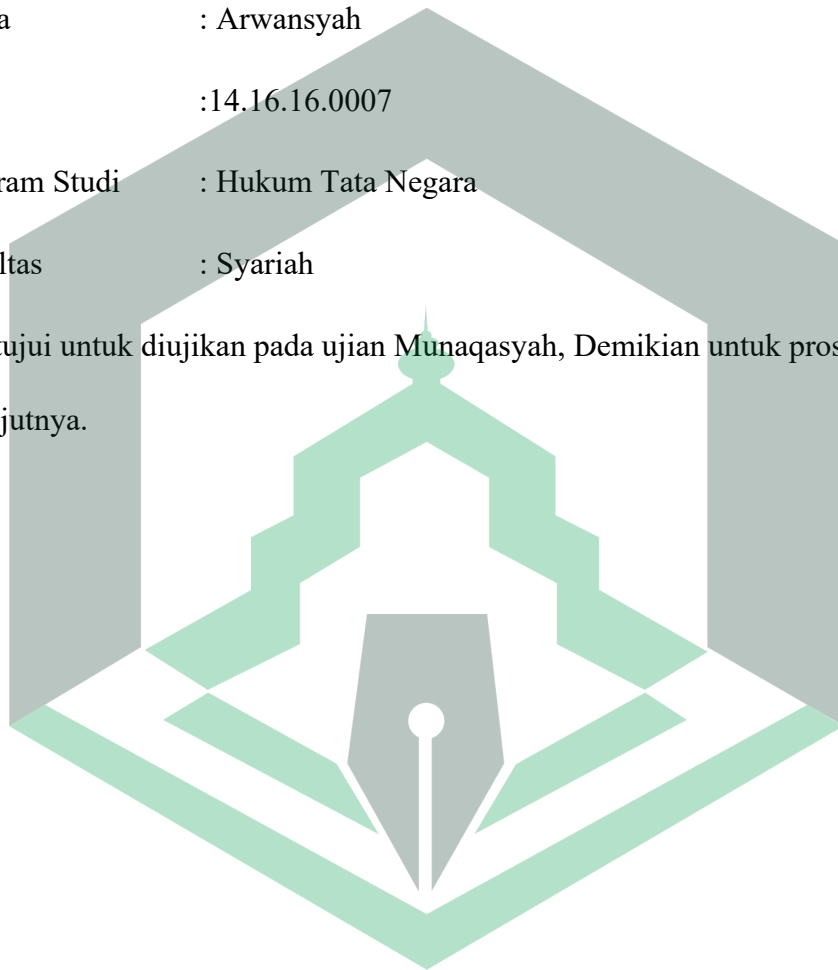 a : Arwansyah
:14.16.16.0007
ram Studi : Hukum Tata Negara
ltas : Syariah
tujui untuk diujikan pada ujian Munaqasyah, Demikian untuk pros
jutnya.